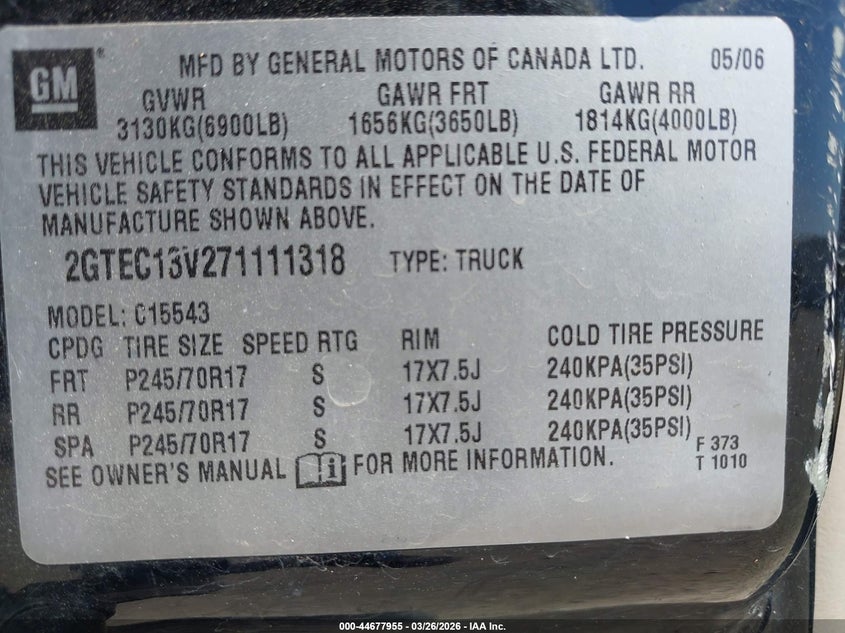 GM ®
MFD BY GENERAL MOTORS OF CANADA LTD. 05/06
GVWR GAWR FRT GAWR RR
3130KG(6900LB) 1656KG(3650LB) 1814KG(4000LB)
THIS VEHICLE CONFORMS TO ALL APPLICABLE U.S. FEDERAL MOTOR
VEHICLE SAFETY STANDARDS IN EFFECT ON THE DATE OF
MANUFACTURE SHOWN ABOVE.
2GTEC13V271111318 TYPE: TRUCK
MODEL: C15543
CPDG TIRE SIZE SPEED RTG RIM COLD TIRE PRESSURE
FRT P245/70R17 S 17X7.5J 240KPA(35PSI)
RR P245/70R17 S 17X7.5J 240KPA(35PSI)
SPA P245/70R17 S 17X7.5J 240KPA(35PSI)
F 373
SEE OWNER'S MANUAL FOR MORE INFORMATION.
T 1010
000-44677955 - 03/26/2026 - IAA Inc.